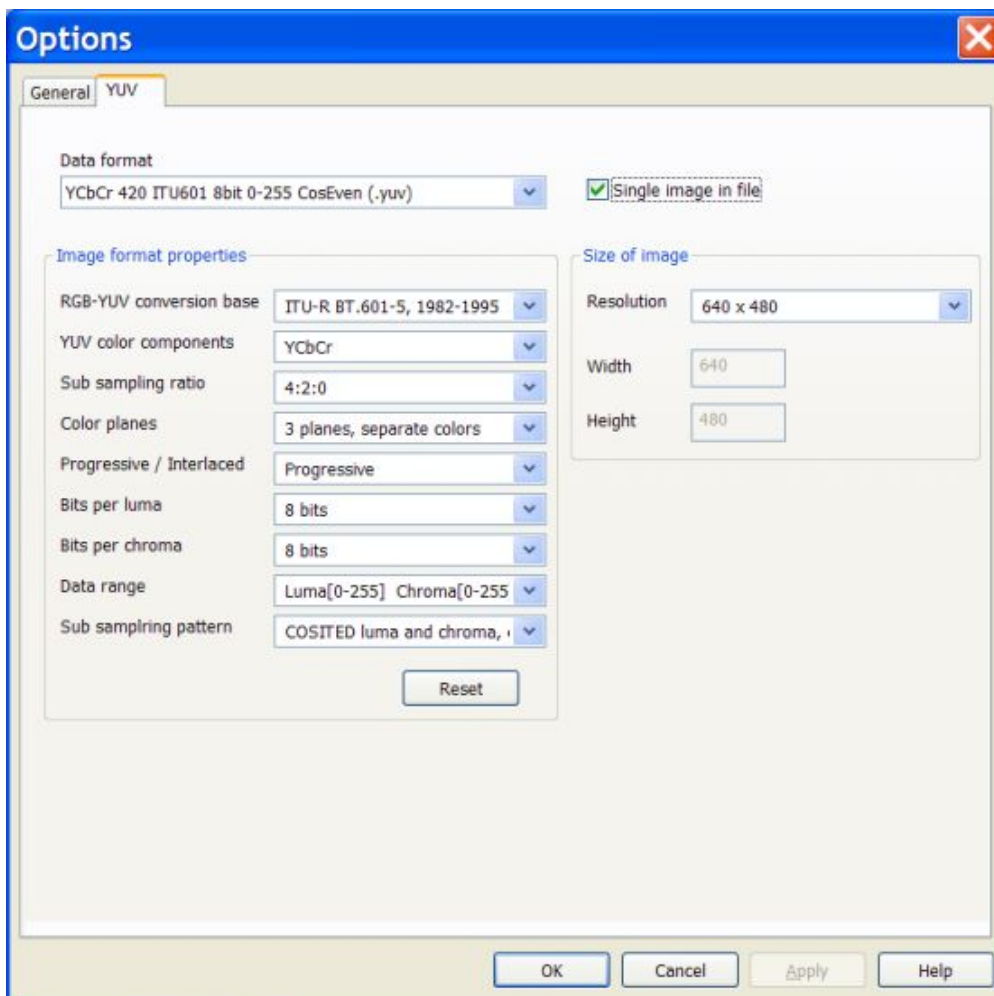 Options
General YUV
Data format
YCbCr 420 ITU601 8bit 0-255 CosEven (.yuv)
Single image in file
Image format properties
RGB-YUV conversion base ITU-R BT.601-5, 1982-1995
YUV color components YCbCr
Sub sampling ratio 4:2:0
Color planes 3 planes, separate colors
Progressive / Interlaced Progressive
Bits per luma 8 bits
Bits per chroma 8 bits
Data range Luma[0-255] Chroma[0-255
Sub samplring pattern COSITED luma and chroma,
Reset
Size of image
Resolution 640 x 480
Width 640
Height 480
OK Cancel Apply Help